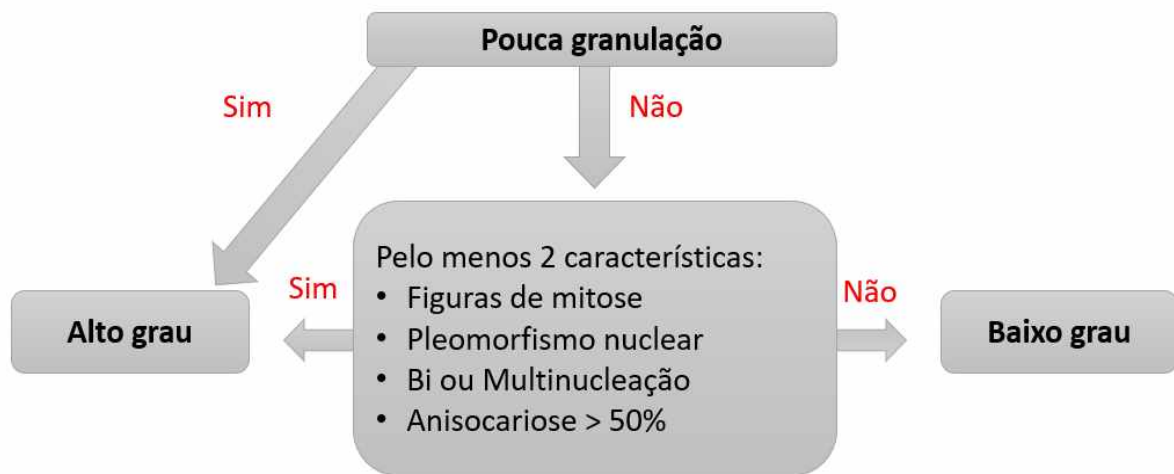 Pouca granulação
Sim
Não
Pelo menos 2 características:
• Figuras de mitose
• Pleomorfismo nuclear
• Bi ou Multinucleação
• Anisocariose > 50%
Sim
Não
Alto grau
Baixo grau